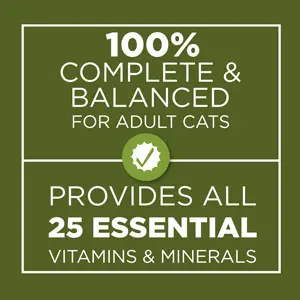 100%
COMPLETE &
BALANCED
FOR ADULT CATS
PROVIDES ALL
25 ESSENTIAL
VITAMINS & MINERALS